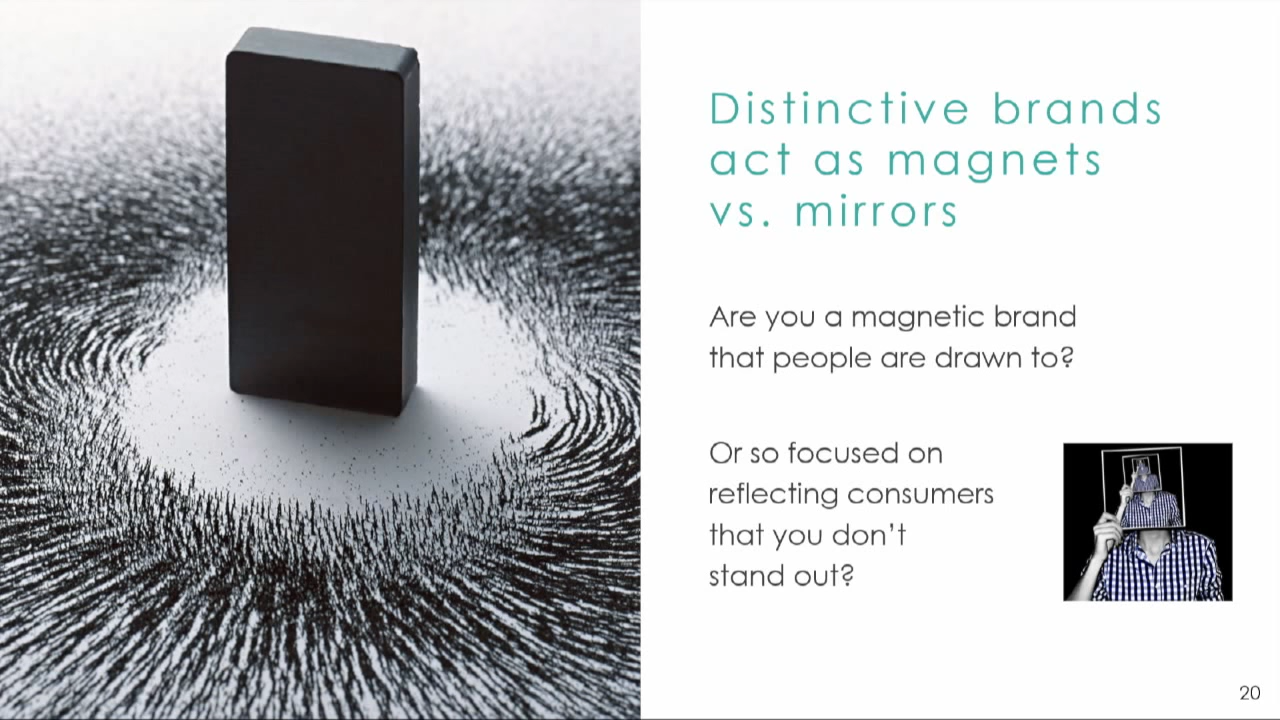 Distinctive brands
act as magnets
vs. mirrors
Are you a magnetic brand
that people are drawn to?
Or so focused on
reflecting consumers
that you don’t
stand out?
20